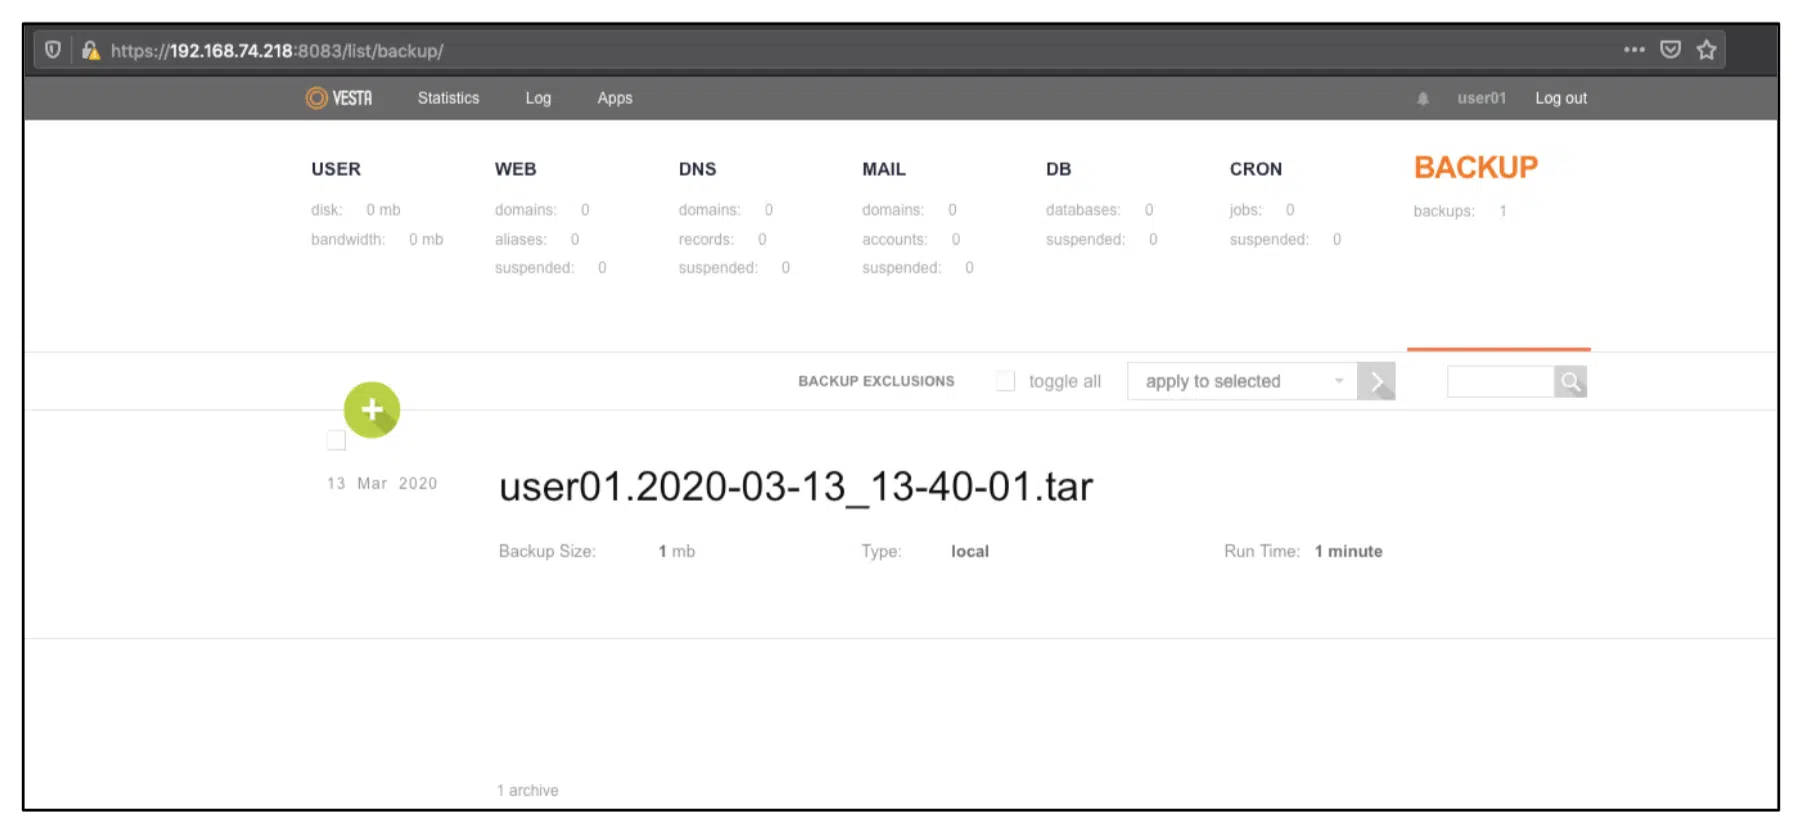 https://192.168.74.218:8083/list/backup/
VESTA Statistics Log Apps user01 Log out
USER WEB DNS MAIL DB CRON BACKUP
disk: 0 mb domains: 0 domains: 0 domains: 0 databases: 0 jobs: 0 backups: 1
bandwidth: 0 mb aliases: 0 records: 0 accounts: 0 suspended: 0 suspended: 0
suspended: 0 suspended: 0 suspended: 0
BACKUP EXCLUSIONS toggle all apply to selected
13 Mar 2020 user01.2020-03-13_13-40-01.tar
Backup Size: 1 mb Type: local Run Time: 1 minute
1 archive